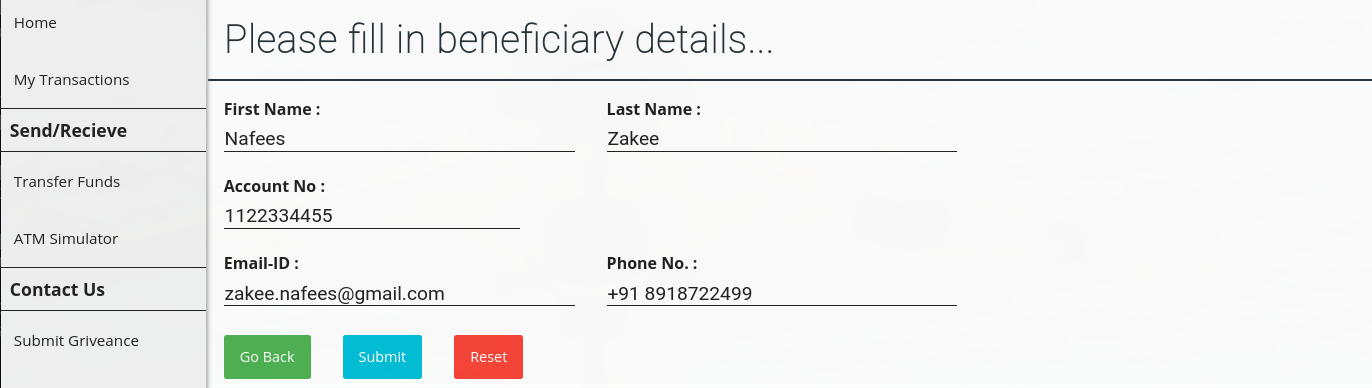 Home
My Transactions
Send/Recieve
Transfer Funds
ATM Simulator
Contact Us
Submit Griveance
Please fill in beneficiary details...
First Name :
Last Name :
Nafees
Zakee
Account No :
1122334455
Email-ID :
Phone No. :
zakee.nafees@gmail.com
+91 8918722499
Go Back
Submit
Reset